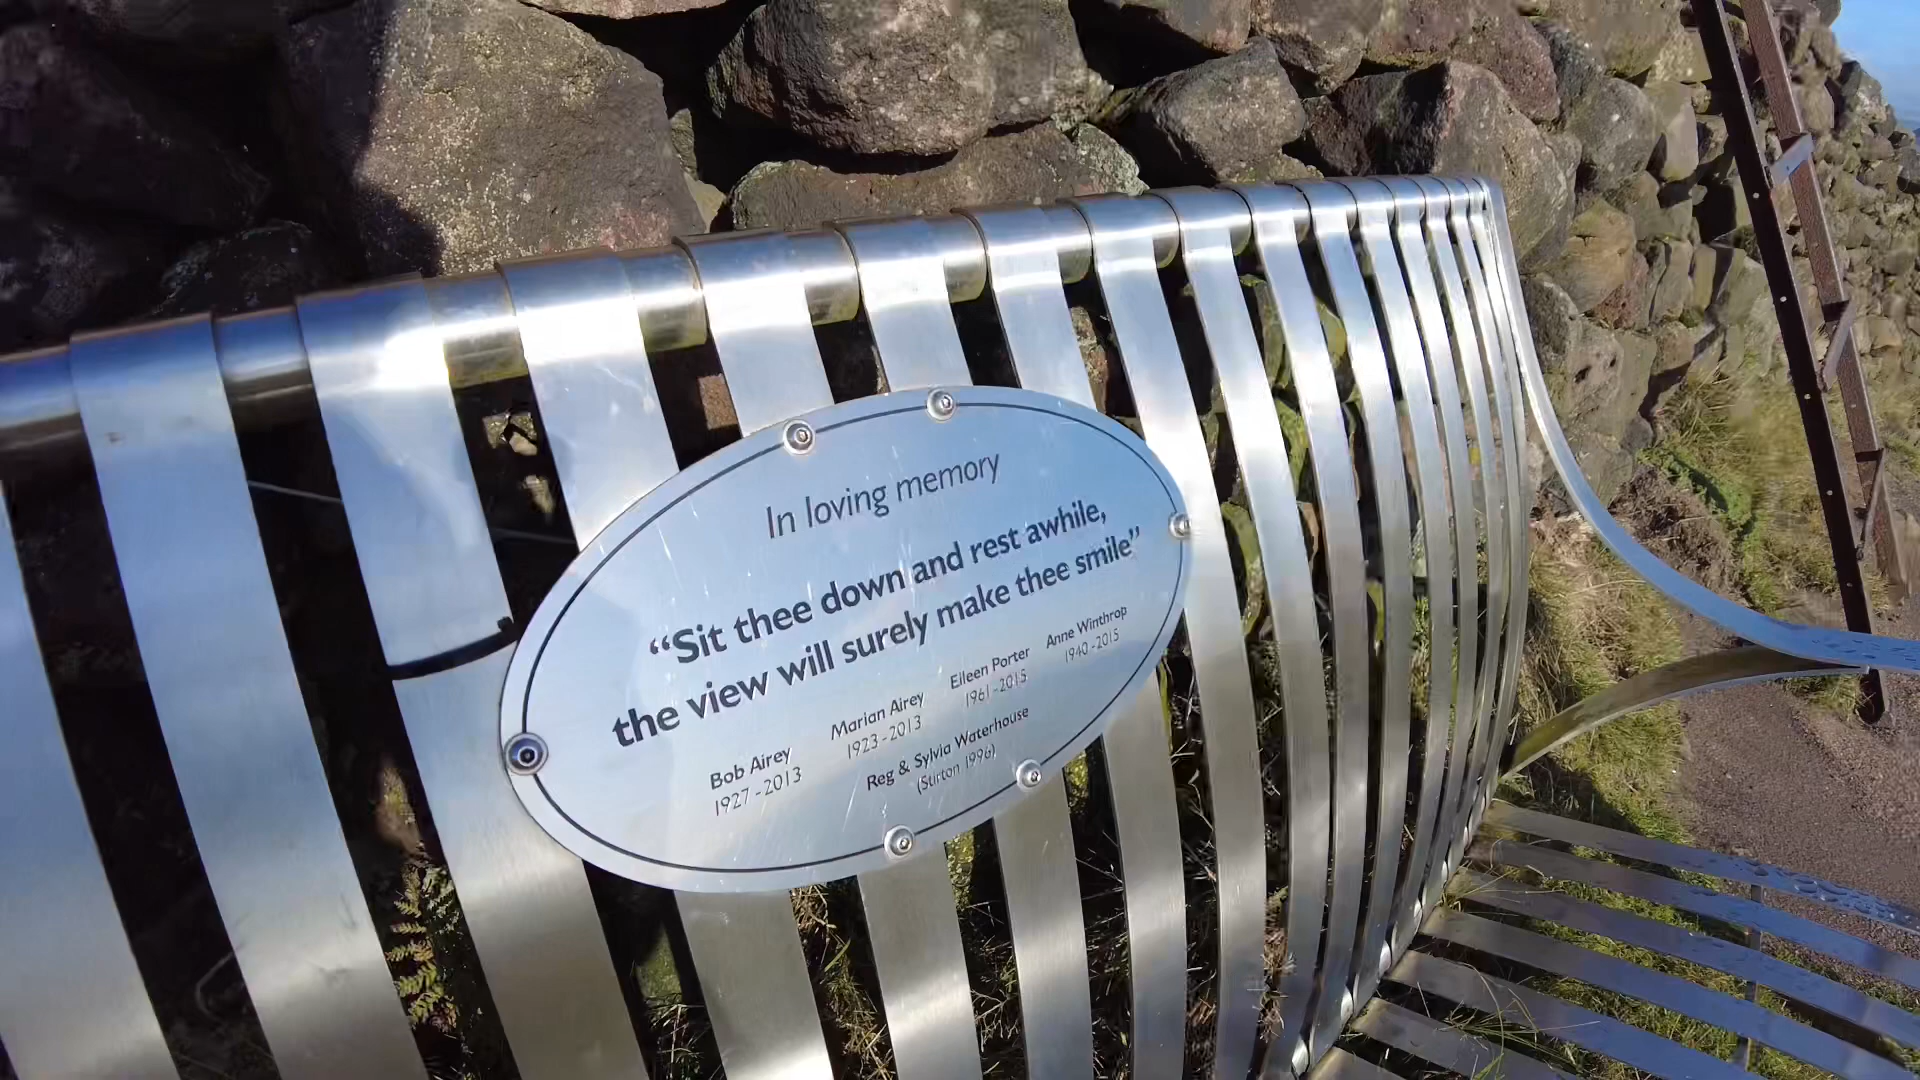 In loving memory
“Sit thee down and rest awhile,
the view will surely make thee smile”
Bob Airey Marian Airey Eileen Porter Anne Winthrop
1927-2013 1923-2013 1961-2015 1940-2015
Reg & Sylvia Waterhouse
(Stirton 1996)